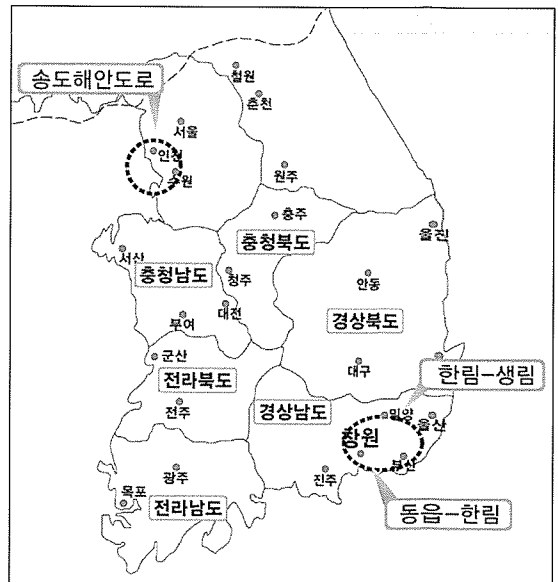 송도해안도로
철원
춘천
서울
인천
수원
원주
충주
충청북도
울진
서산
충청남도
청주
안동
부여
대전
경상북도
군산
대구
한림-생림
전라북도
경상남도
전주
밀양
울산
창원
부산
광주
진주
목포
전라남도
동읍-한림